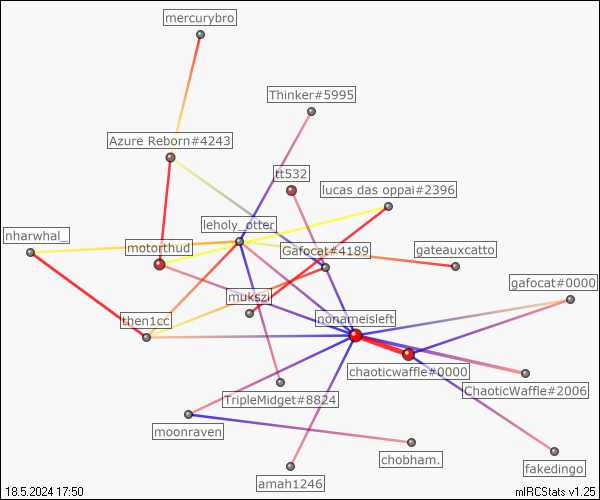 mercurybro
Thinker#5995
Azure Reborn#4243
tt532
lucas das oppai#2396
leholy_otter
nharwhal_
motorthud
Gafocat#4189
gateauxcatto
gafocat#0000
mukszi
then1cc
nonameisleft
chaoticwaffle#0000
ChaoticWaffle#2006
TripleMidget#8824
moonraven
chobham.
fakedingo
amah1246
18.5.2024 17:50
mIRCStats v1.25